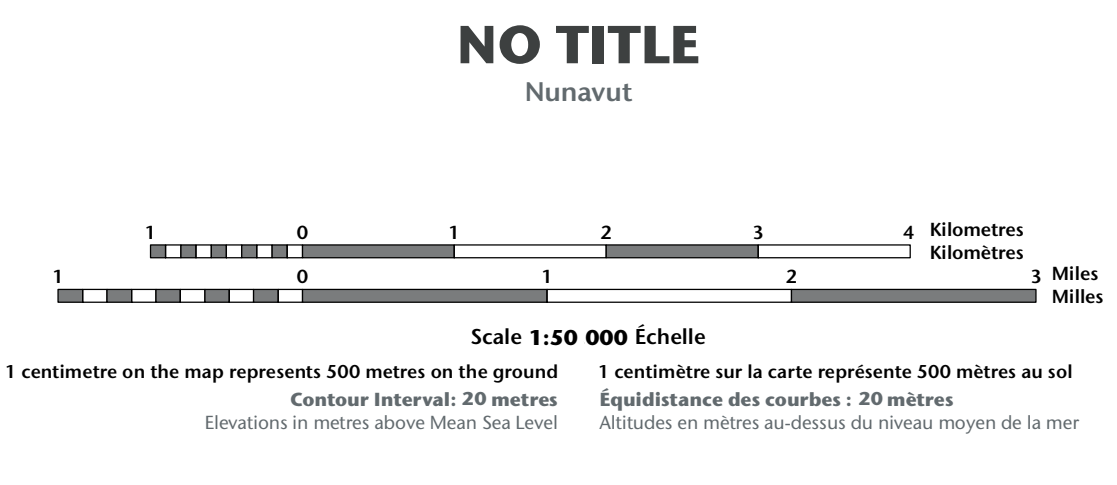 NO TITLE
Nunavut
1 0 1 2 3 4 Kilometres
Kilomètres
1 0 1 2 3 Miles
Milles
Scale 1:50 000 Échelle
1 centimetre on the map represents 500 metres on the ground
Contour Interval: 20 metres
Elevations in metres above Mean Sea Level
1 centimètre sur la carte représente 500 mètres au sol
Équidistance des courbes : 20 mètres
Altitudes en mètres au-dessus du niveau moyen de la mer